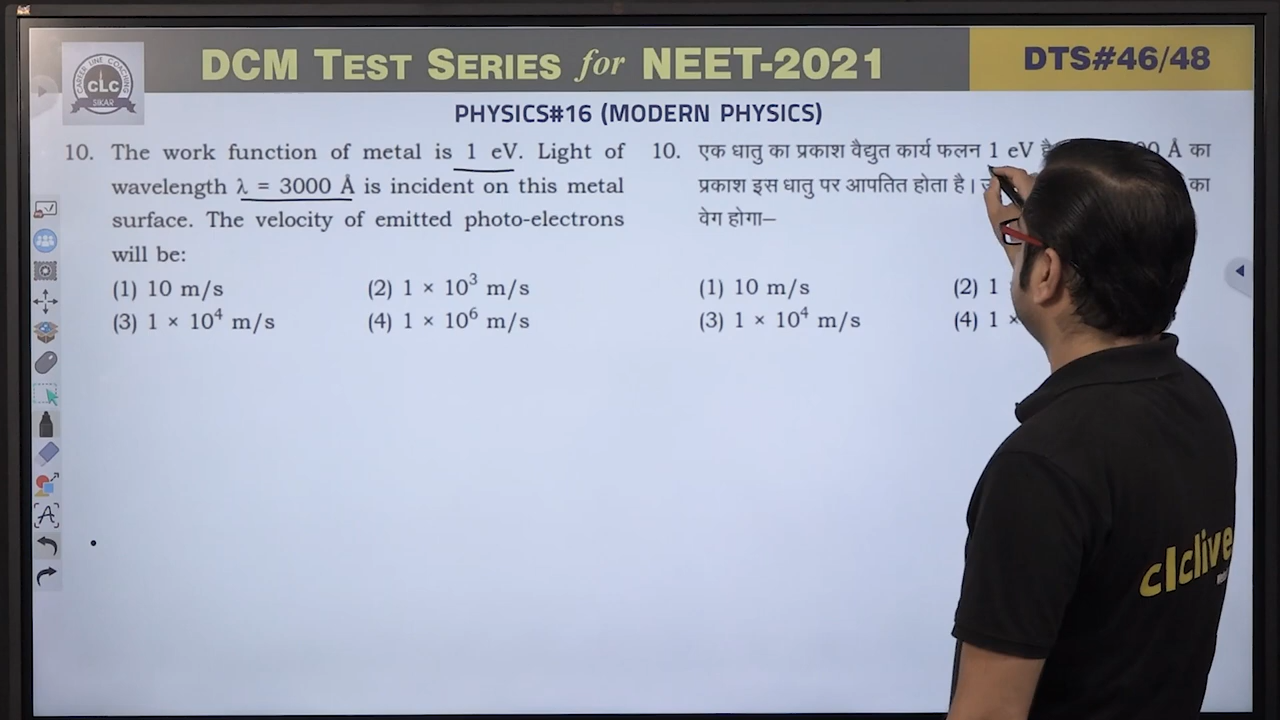 DCM TEST SERIES for NEET-2021
DTS#46/48
CAREER LINE COACHING
CLC
SIKAR
PHYSICS#16 (MODERN PHYSICS)
10. The work function of metal is 1 eV. Light of
wavelength λ = 3000 Å is incident on this metal
surface. The velocity of emitted photo-electrons
will be:
(1) 10 m/s (2) 1 × 10³ m/s
(3) 1 × 10⁴ m/s (4) 1 × 10⁶ m/s
10. एक धातु का प्रकाश वैद्युत कार्य फलन 1 eV Å का
प्रकाश इस धातु पर आपतित होता है। का
वेग होगा–
(1) 10 m/s (2) 1
(3) 1 × 10⁴ m/s (4) 1 ×
clclive